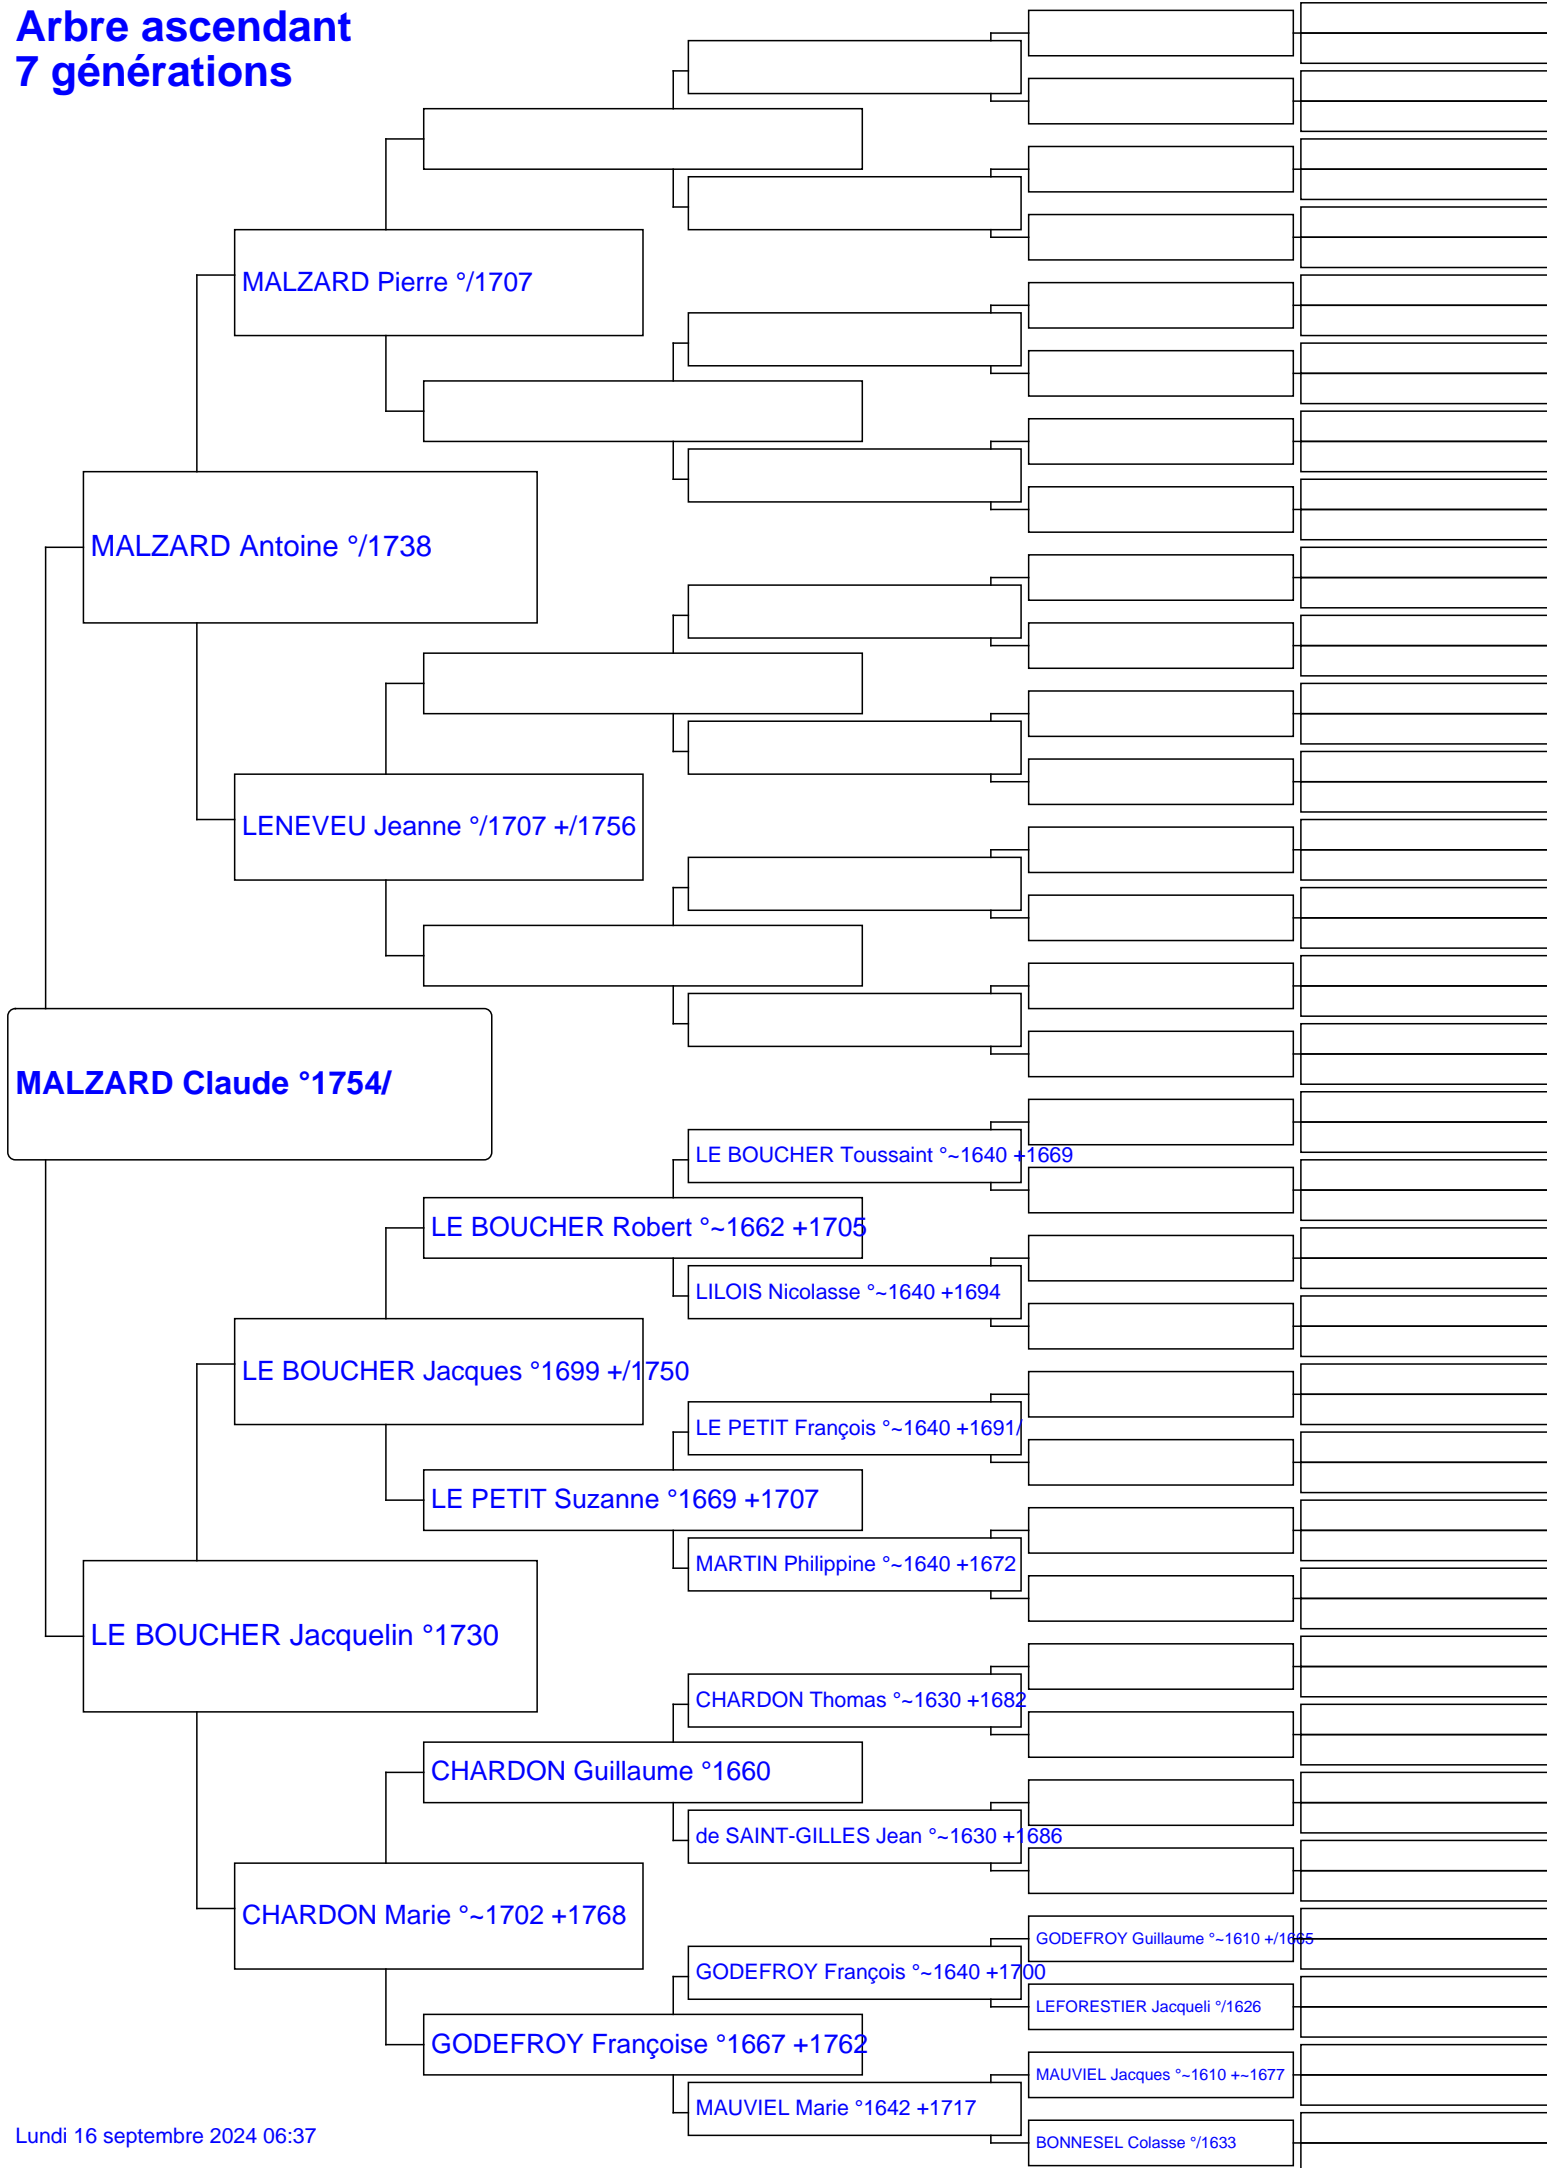 Arbre ascendant
7 générations
MALZARD Pierre °/1707
MALZARD Antoine °/1738
LENEVEU Jeanne °/1707 +/1756
MALZARD Claude °1754/
LE BOUCHER Toussaint °~1640 +1669
LE BOUCHER Robert °~1662 +1705
LILOIS Nicolasse °~1640 +1694
LE BOUCHER Jacques °1699 +/1750
LE PETIT François °~1640 +1691/
LE PETIT Suzanne °1669 +1707
MARTIN Philippine °~1640 +1672
LE BOUCHER Jacquelin °1730
CHARDON Thomas °~1630 +1682
CHARDON Guillaume °1660
de SAINT-GILLES Jean °~1630 +1686
CHARDON Marie °~1702 +1768
GODEFROY Guillaume °~1610 +/1665
GODEFROY François °~1640 +1700
LEFORESTIER Jacqueli °/1626
GODEFROY Françoise °1667 +1762
MAUVIEL Jacques °~1610 +~1677
MAUVIEL Marie °1642 +1717
BONNESEL Colasse °/1633
Lundi 16 septembre 2024 06:37